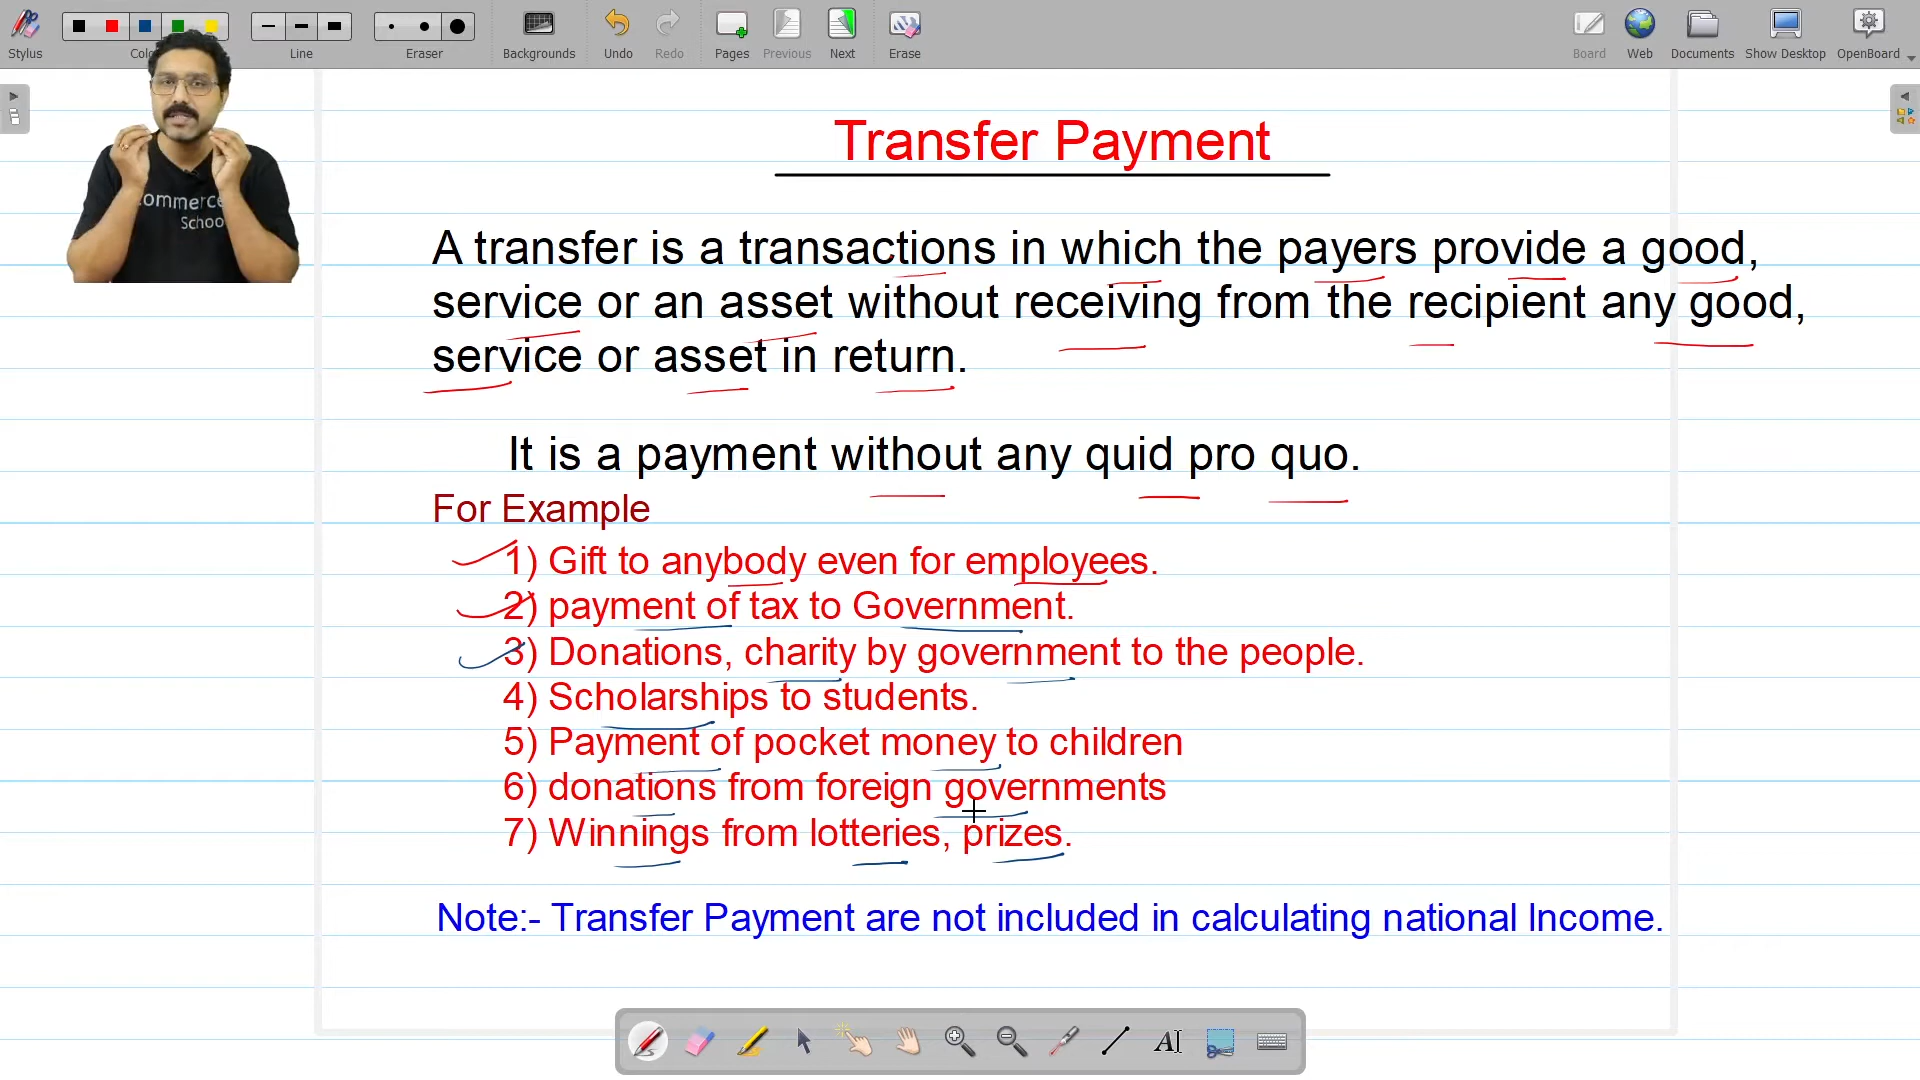 Stylus
Line
Eraser
Backgrounds
Undo
Redo
Pages
Previous
Next
Erase
Board
Web
Documents
Show Desktop
OpenBoard
ommerce
Schoo
Transfer Payment
A transfer is a transactions in which the payers provide a good,
service or an asset without receiving from the recipient any good,
service or asset in return.
It is a payment without any quid pro quo.
For Example
1) Gift to anybody even for employees.
2) payment of tax to Government.
3) Donations, charity by government to the people.
4) Scholarships to students.
5) Payment of pocket money to children
6) donations from foreign governments
7) Winnings from lotteries, prizes.
Note:- Transfer Payment are not included in calculating national Income.